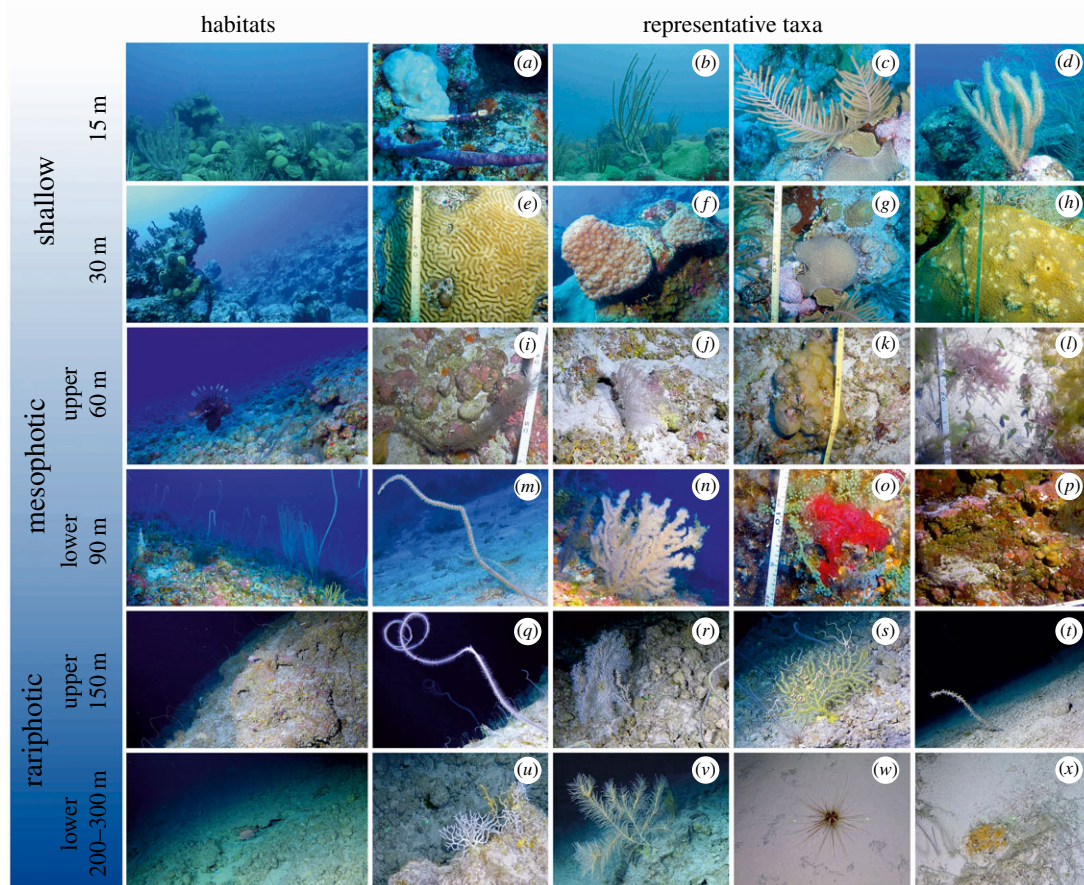 habitats
representative taxa
shallow
15 m
(a)
(b)
(c)
(d)
30 m
(e)
(f)
(g)
(h)
mesophotic
upper
60 m
(i)
(j)
(k)
(l)
lower
90 m
(m)
(n)
(o)
(p)
rariphotic
upper
150 m
(q)
(r)
(s)
(t)
lower
200–300 m
(u)
(v)
(w)
(x)